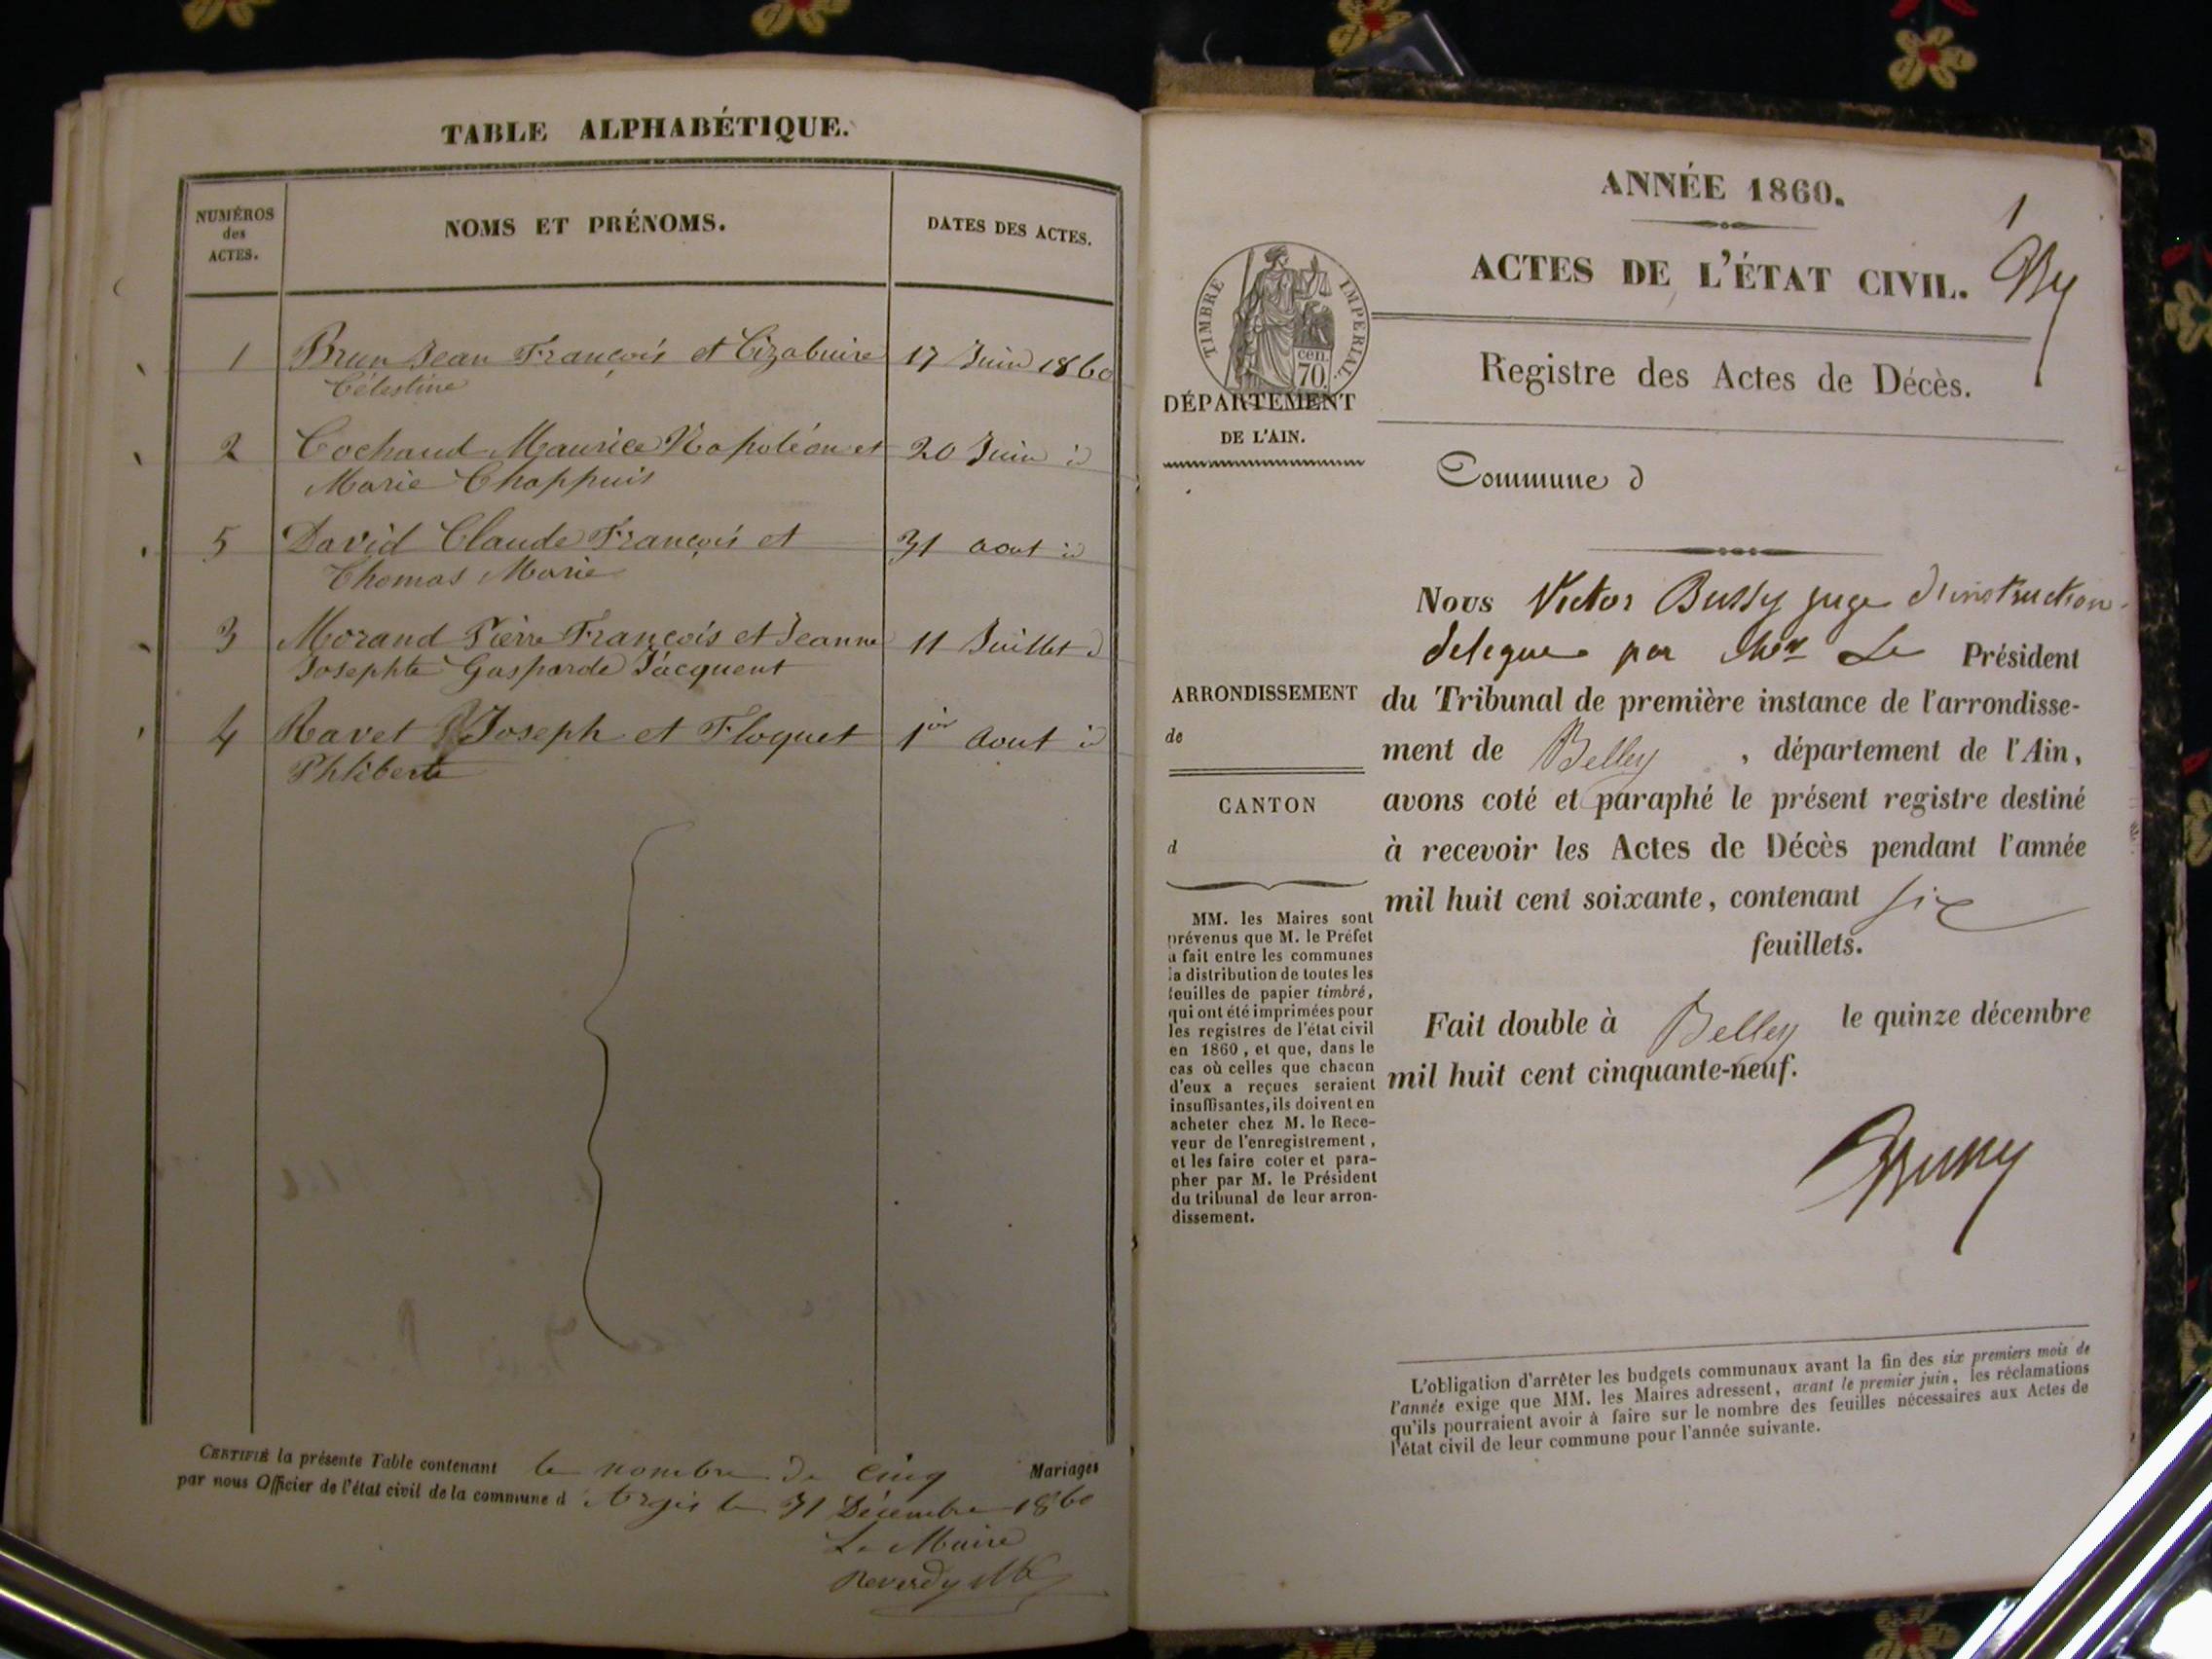 TABLE ALPHABÉTIQUE.
NUMÉROS
des
ACTES.
NOMS ET PRÉNOMS.
DATES DES ACTES.
1 Brun Jean François et Cizabuire 17 Juin 1860
Célestine
2 Cochaud Maurice Napoléon et 20 Juin id
Marie Chappuis
5 David Claude François et 31 aout id
Thomas Marie
3 Morand Pierre François et Jeanne 11 Juillet id
Josephte Gasparde Jacquent
4 Ravet Joseph et Floquet 1er Aout id
Phliberte
CERTIFIÉ la présente Table contenant le nombre de cinq Mariages
par nous Officier de l'état civil de la commune d Argis le 31 Décembre 1860
Le Maire
Reverdy
ANNÉE 1860.
1
By
ACTES DE L'ÉTAT CIVIL.
TIMBRE IMPERIAL.
cen.
70.
Registre des Actes de Décès.
DÉPARTEMENT
DE L'AIN.
Commune d
Nous Victor Bussy juge d'instruction
delegue par Mr Le Président
ARRONDISSEMENT
de
du Tribunal de première instance de l'arrondisse-
ment de Belley, département de l'Ain,
CANTON
d
avons coté et paraphé le présent registre destiné
à recevoir les Actes de Décès pendant l'année
mil huit cent soixante, contenant six
feuillets.
MM. les Maires sont
prévenus que M. le Préfet
a fait entre les communes
la distribution de toutes les
feuilles de papier timbré,
qui ont été imprimées pour
les registres de l'état civil
en 1860, et que, dans le
cas où celles que chacun
d'eux a reçues seraient
insuffisantes, ils doivent en
acheter chez M. le Rece-
veur de l'enregistrement,
et les faire coter et para-
pher par M. le Président
du tribunal de leur arron-
dissement.
Fait double à Belley le quinze décembre
mil huit cent cinquante-neuf.
Bussy
L'obligation d'arrêter les budgets communaux avant la fin des six premiers mois de
l'année exige que MM. les Maires adressent, avant le premier juin, les réclamations
qu'ils pourraient avoir à faire sur le nombre des feuilles nécessaires aux Actes de
l'état civil de leur commune pour l'année suivante.